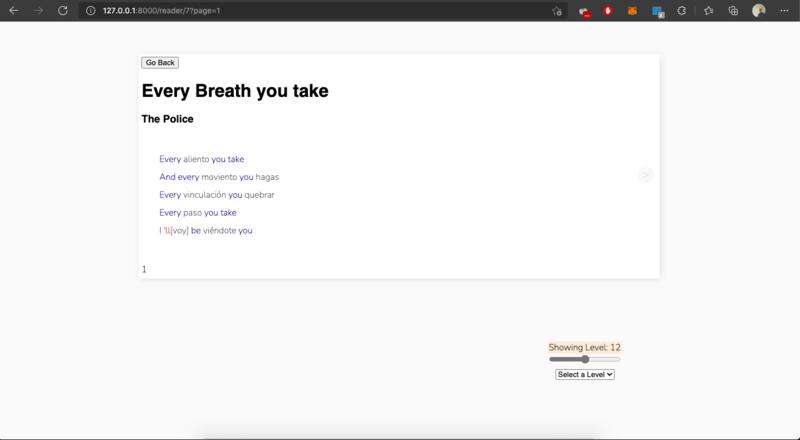 127.0.0.1:8000/reader/7?page=1
Go Back
Every Breath you take
The Police
Every aliento you take
And every moviento you hagas
Every vinculación you quebrar
Every paso you take
I 'll[voy] be viéndote you
>
1
Showing Level: 12
Select a Level